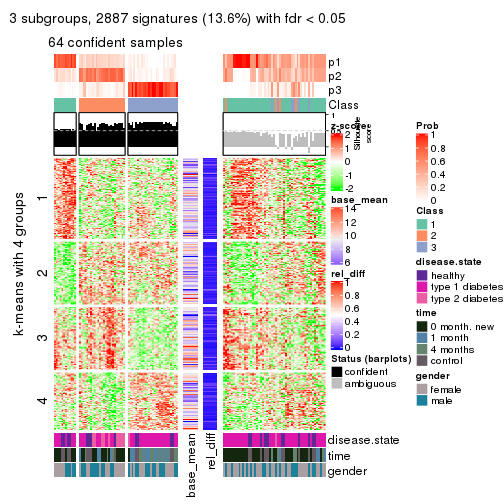 3 subgroups, 2887 signatures (13.6%) with fdr < 0.05
64 confident samples
p1
p2
p3
Class
1
z-score
2
1
0
-1
-2
Silhouette
score
k-means with 4 groups
1
2
3
4
base_mean
14
12
10
8
6
rel_diff
1
0.8
0.6
0.4
0.2
0
Status (barplots)
confident
ambiguous
Prob
1
0.8
0.6
0.4
0.2
0
Class
1
2
3
disease.state
healthy
type 1 diabetes
type 2 diabetes
time
0 month. new
1 month
4 months
control
gender
female
male
disease.state
time
gender
base_mean
rel_diff